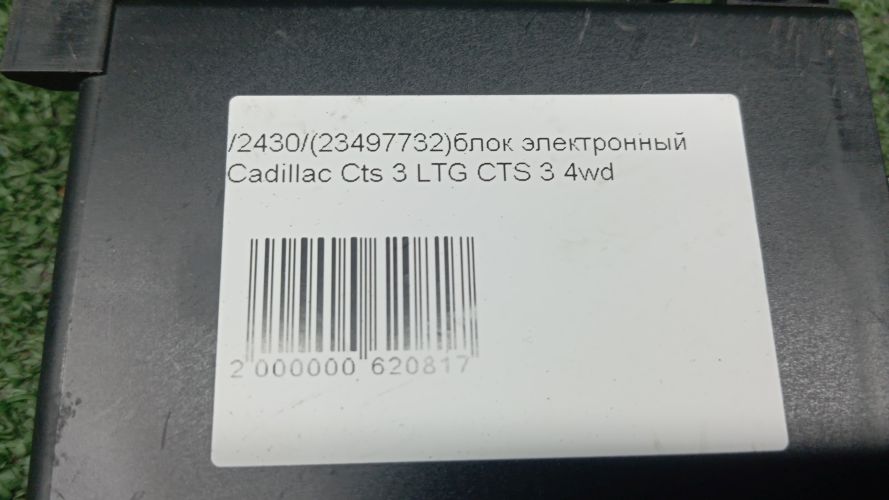 /2430/(23497732)блок электронный
Cadillac Cts 3 LTG CTS 3 4wd
2 000000 620817